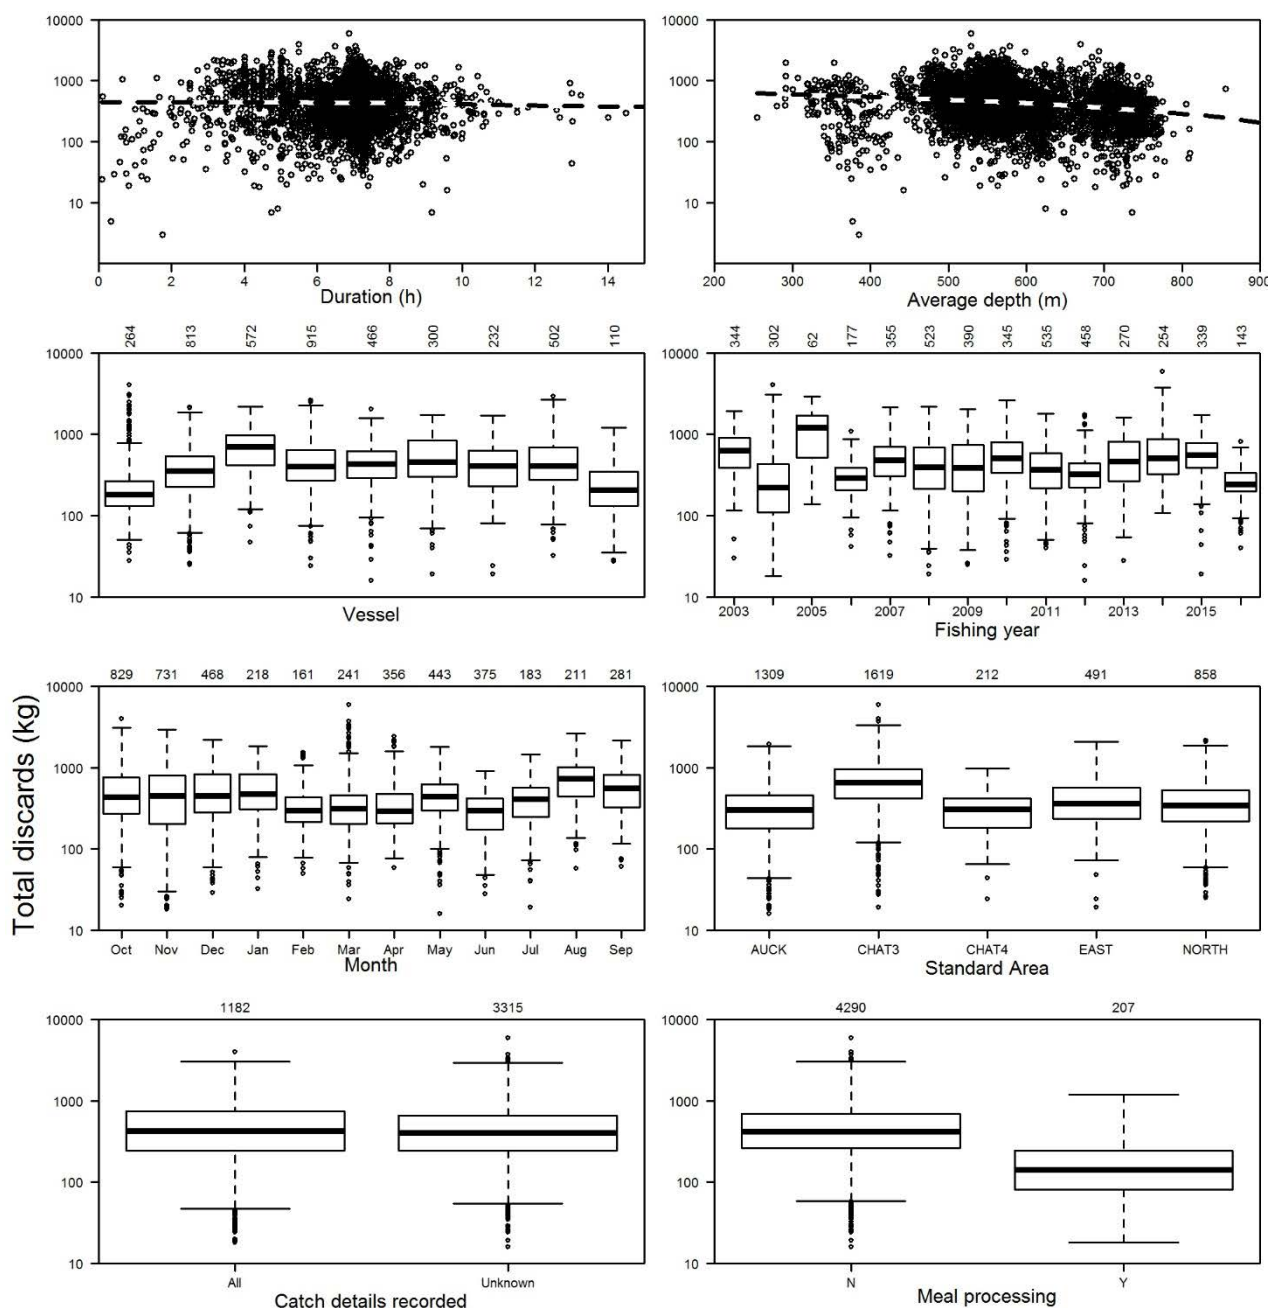 10000
1000
100
10
0 2 4 6 8 10 12 14
Duration (h)
10000
1000
100
10
200 300 400 500 600 700 800 900
Average depth (m)
264 813 572 915 466 300 232 502 110
10000
1000
100
10
Vessel
344 302 62 177 355 523 390 345 535 458 270 254 339 143
10000
1000
100
10
2003 2005 2007 2009 2011 2013 2015
Fishing year
Total discards (kg)
829 731 468 218 161 241 356 443 375 183 211 281
10000
1000
100
10
Oct Nov Dec Jan Feb Mar Apr May Jun Jul Aug Sep
Month
1309 1619 212 491 858
10000
1000
100
10
AUCK CHAT3 CHAT4 EAST NORTH
Standard Area
1182 3315
10000
1000
100
10
All Unknown
Catch details recorded
4290 207
10000
1000
100
10
N Y
Meal processing